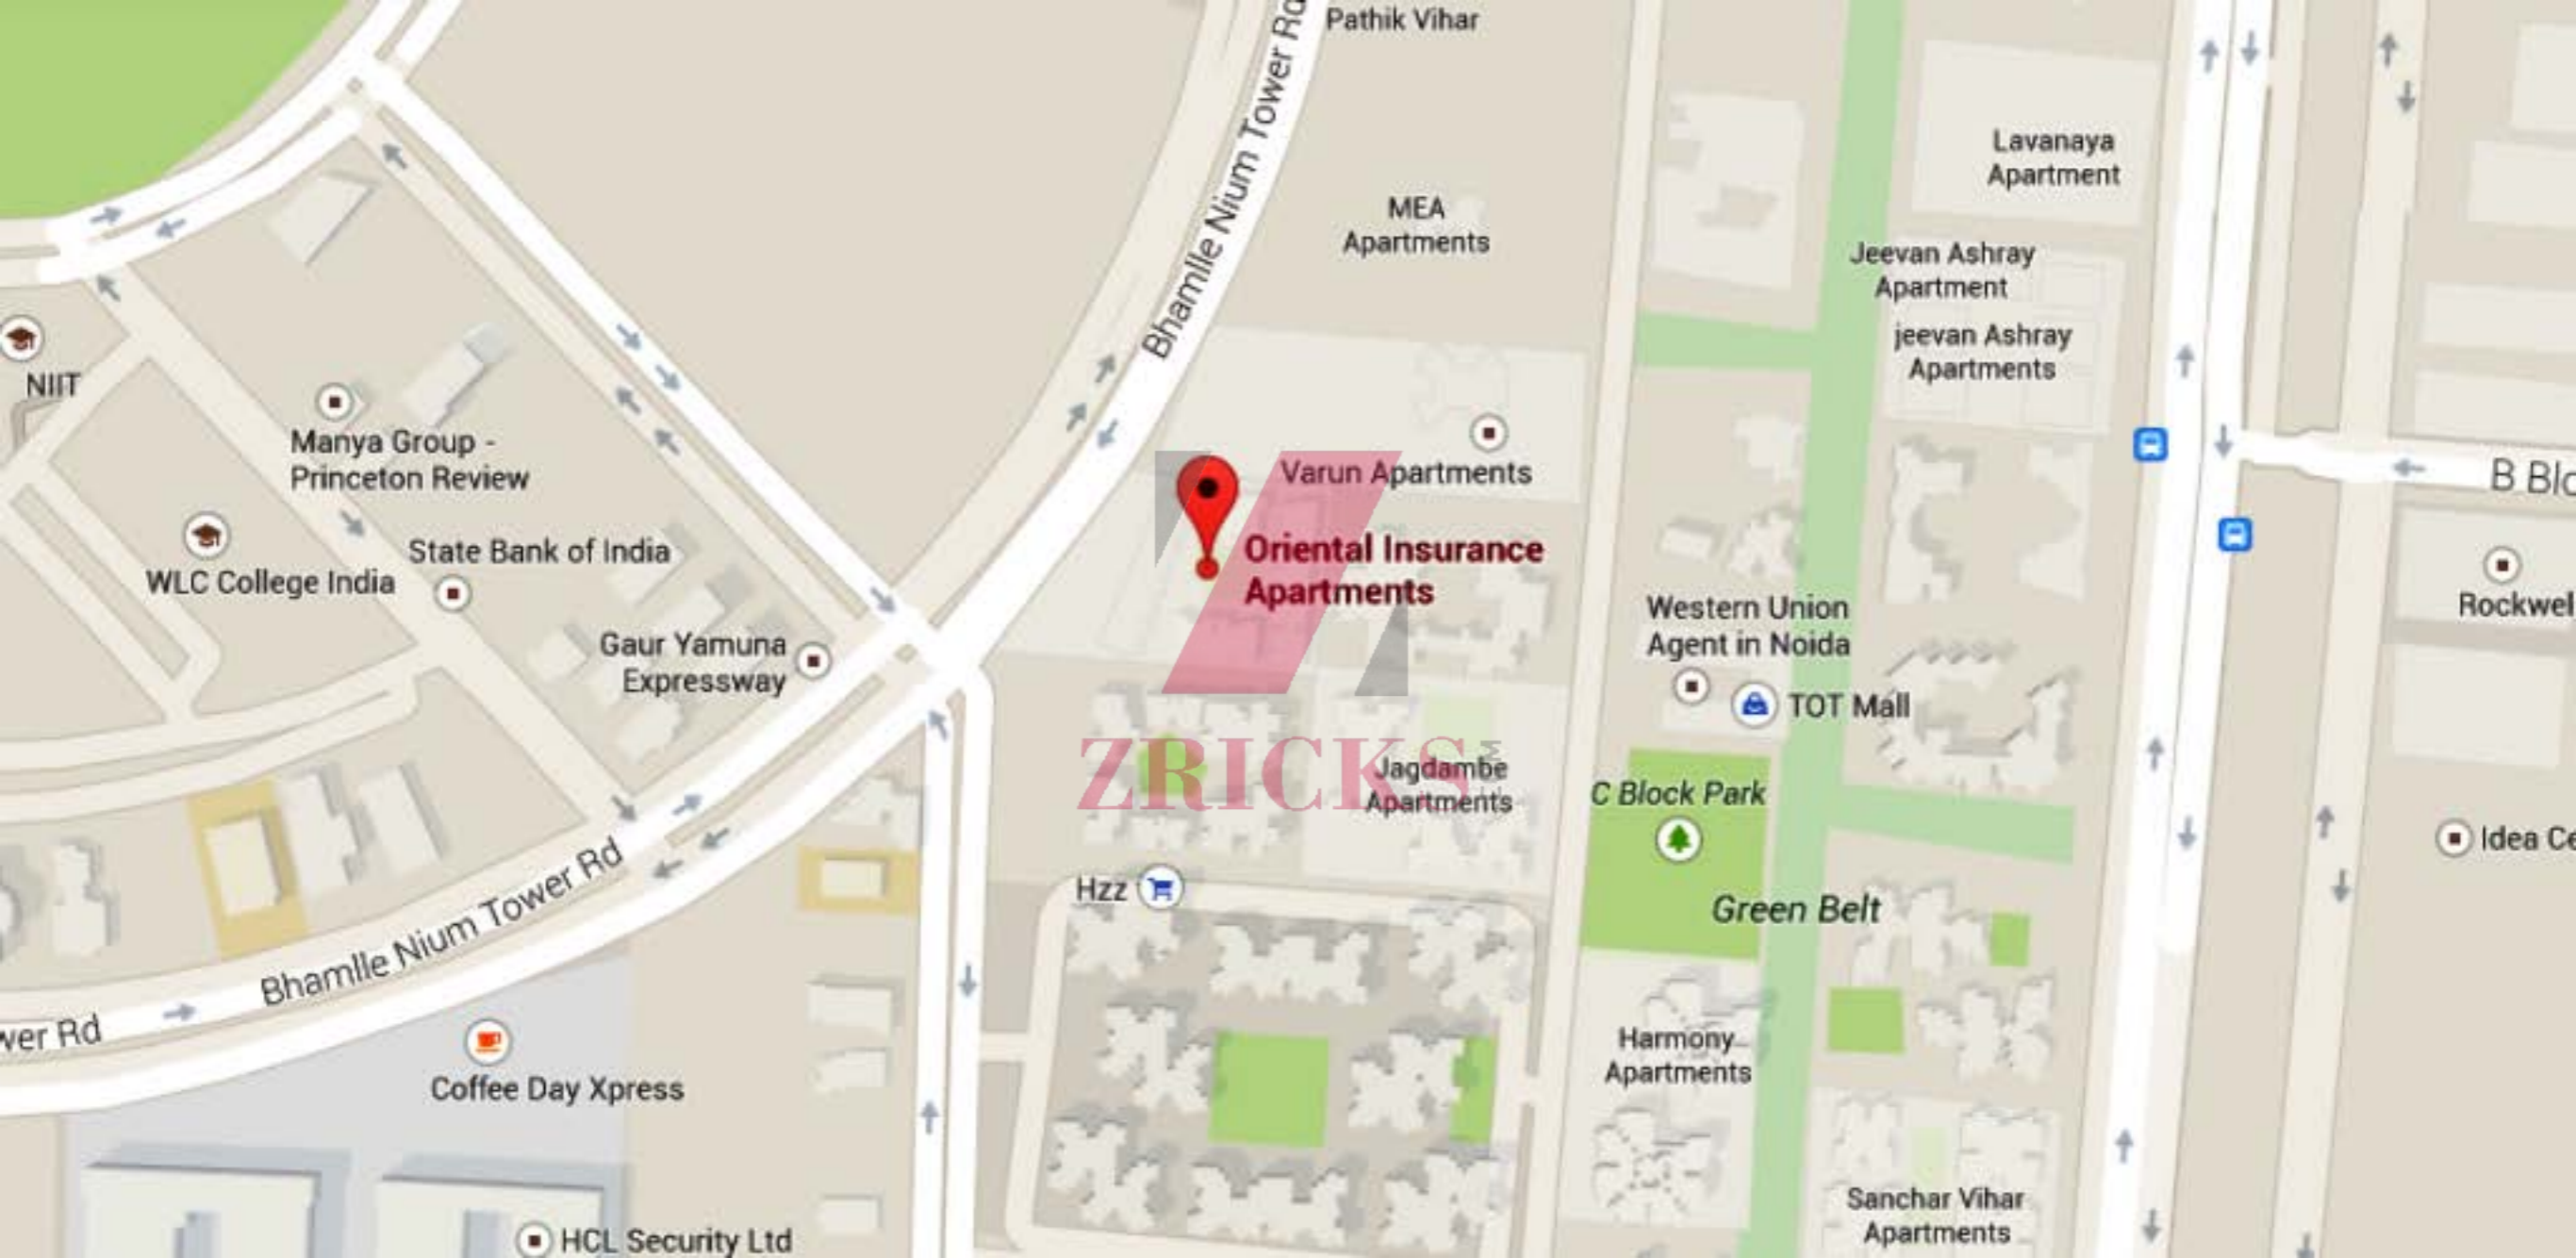 Pathik Vihar
Bhamlle Nium Tower Rd
Lavanaya
Apartment
MEA
Apartments
Jeevan Ashray
Apartment
jeevan Ashray
Apartments
NIIT
Manya Group -
Princeton Review
Varun Apartments
B Blo
State Bank of India
WLC College India
Oriental Insurance
Apartments
Western Union
Agent in Noida
Rockwel
Gaur Yamuna
Expressway
TOT Mall
ZRICKS
Jagdambe
Apartments
C Block Park
Idea Ce
Hzz
Green Belt
Bhamlle Nium Tower Rd
wer Rd
Harmony
Apartments
Coffee Day Xpress
Sanchar Vihar
Apartments
HCL Security Ltd